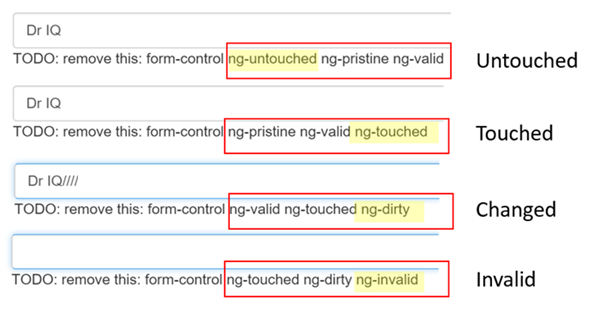 Dr IQ
TODO: remove this: form-control ng-untouched ng-pristine ng-valid
Untouched
Dr IQ
TODO: remove this: form-control ng-pristine ng-valid ng-touched
Touched
Dr IQ////
TODO: remove this: form-control ng-valid ng-touched ng-dirty
Changed
TODO: remove this: form-control ng-touched ng-dirty ng-invalid
Invalid